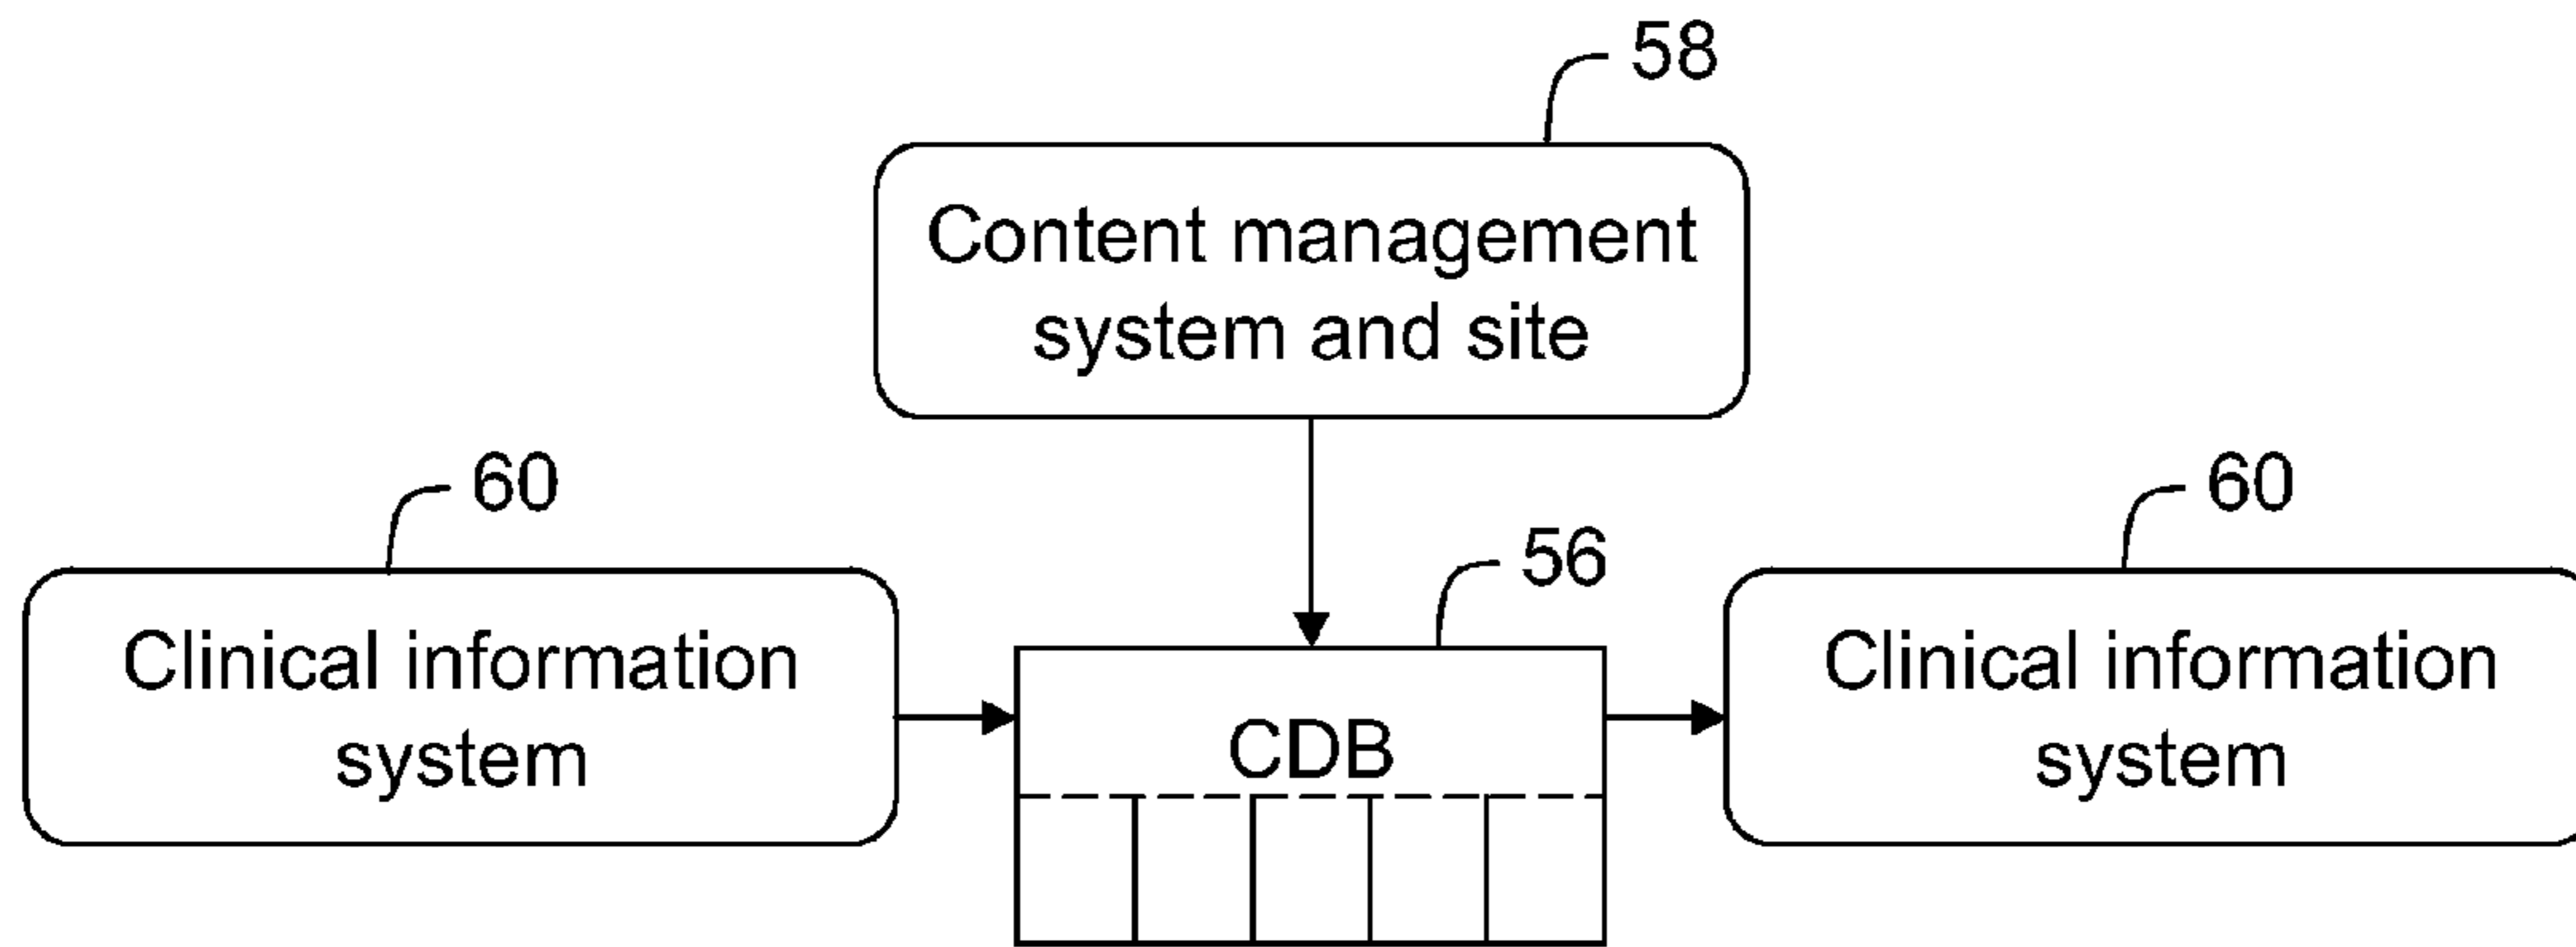 58
Content management
system and site
60
60
56
Clinical information
system
CDB
Clinical information
system